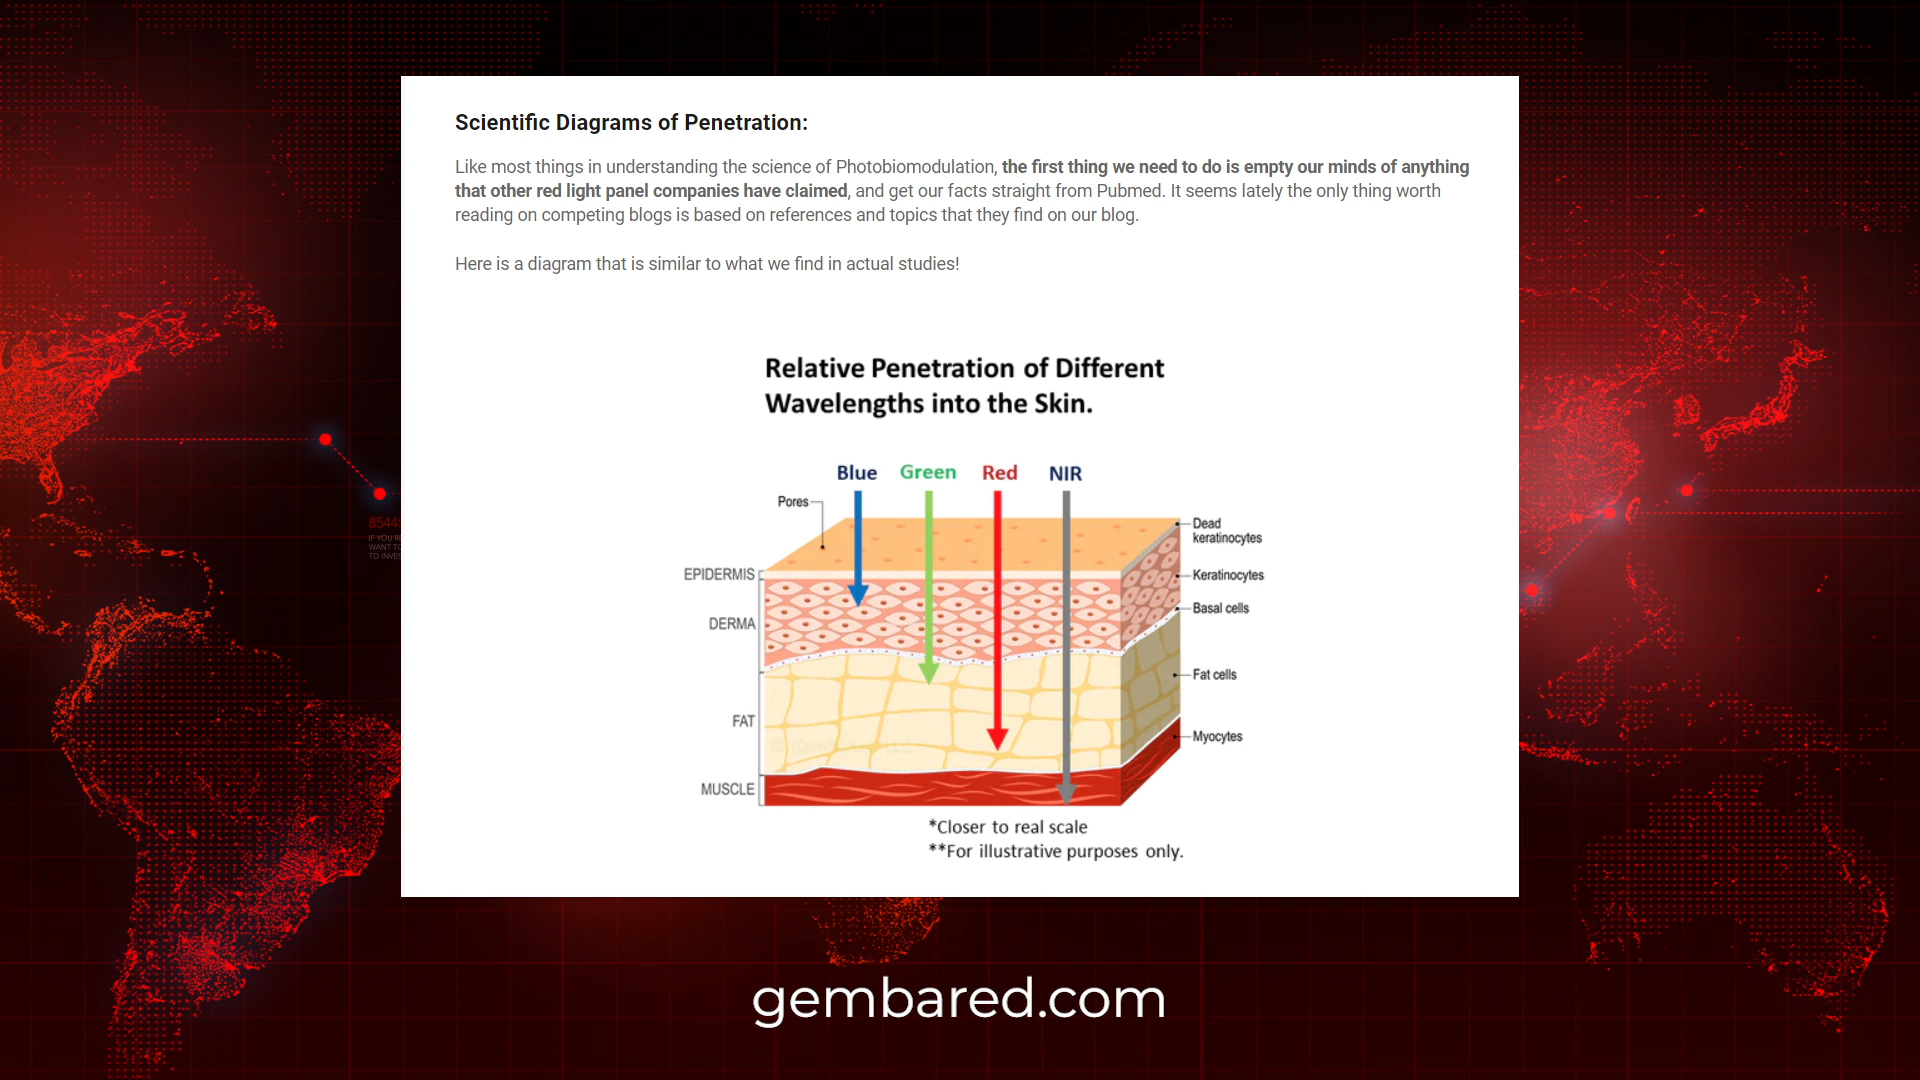 Scientific Diagrams of Penetration:
Like most things in understanding the science of Photobiomodulation, the first thing we need to do is empty our minds of anything
that other red light panel companies have claimed, and get our facts straight from Pubmed. It seems lately the only thing worth
reading on competing blogs is based on references and topics that they find on our blog.
Here is a diagram that is similar to what we find in actual studies!
Relative Penetration of Different
Wavelengths into the Skin.
Blue Green Red NIR
Pores
Dead
keratinocytes
EPIDERMIS
Keratinocytes
Basal cells
DERMA
Fat cells
FAT
Myocytes
MUSCLE
*Closer to real scale
**For illustrative purposes only.
8544
WANT TO
gembared.com